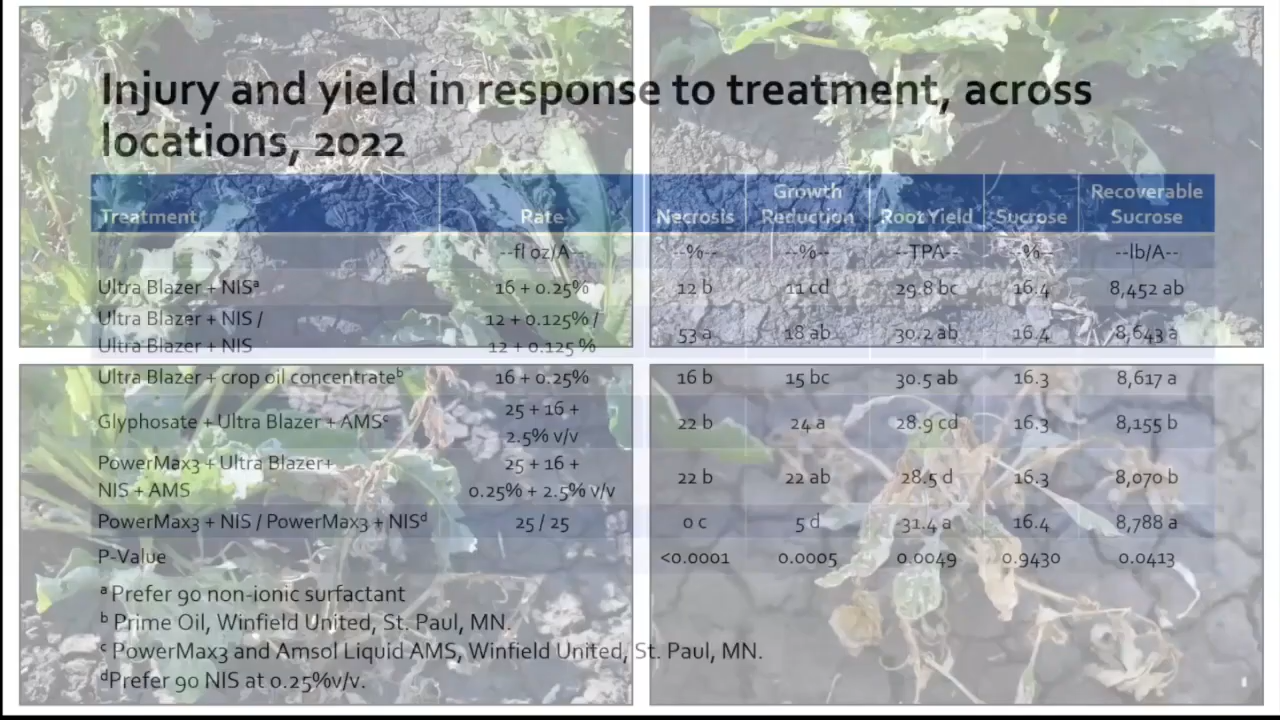 Injury and yield in response to treatment, across
locations, 2022
Treatment Rate Necrosis Growth Reduction Root Yield Sucrose Recoverable Sucrose
--fl oz/A-- --%-- --%-- --TPA-- --%-- --lb/A--
Ultra Blazer + NISᵃ 16 + 0.25% 12 b 11 cd 29.8 bc 16.4 8,452 ab
Ultra Blazer + NIS / 12 + 0.125% /
Ultra Blazer + NIS 12 + 0.125 % 53 a 18 ab 30.2 ab 16.4 8,643 a
Ultra Blazer + crop oil concentrateᵇ 16 + 0.25% 16 b 15 bc 30.5 ab 16.3 8,617 a
Glyphosate + Ultra Blazer + AMSᶜ 25 + 16 +
2.5% v/v 22 b 24 a 28.9 cd 16.3 8,155 b
PowerMax3 + Ultra Blazer+ 25 + 16 +
NIS + AMS 0.25% + 2.5% v/v 22 b 22 ab 28.5 d 16.3 8,070 b
PowerMax3 + NIS / PowerMax3 + NISᵈ 25 / 25 0 c 5 d 31.4 a 16.4 8,788 a
P-Value <0.0001 0.0005 0.0049 0.9430 0.0413
ᵃ Prefer 90 non-ionic surfactant
ᵇ Prime Oil, Winfield United, St. Paul, MN.
ᶜ PowerMax3 and Amsol Liquid AMS, Winfield United, St. Paul, MN.
ᵈPrefer 90 NIS at 0.25%v/v.